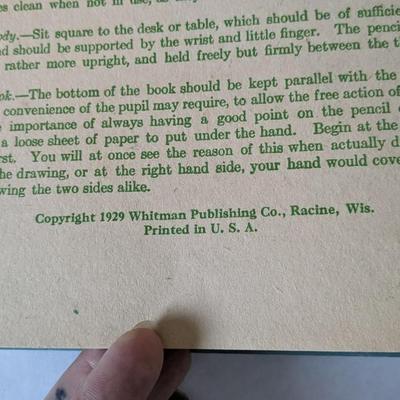 es clean when not in use,
ody.—Sit square to the desk or table, which should be of sufficie
d should be supported by the wrist and little finger. The penci
rather more upright, and held freely but firmly between the t
ok.—The bottom of the book should be kept parallel with the
convenience of the pupil may require, to allow the free action of
importance of always having a good point on the pencil
a loose sheet of paper to put under the hand. Begin at the
rst. You will at once see the reason of this when actually d
he drawing, or at the right hand side, your hand would cove
wing the two sides alike.
Copyright 1929 Whitman Publishing Co., Racine, Wis.
Printed in U. S. A.